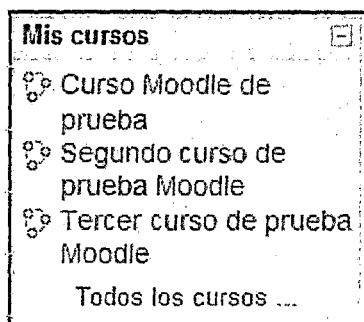 Mis cursos
Curso Moodle de
prueba
Segundo curso de
prueba Moodle
Tercer curso de prueba
Moodle
Todos los cursos ...